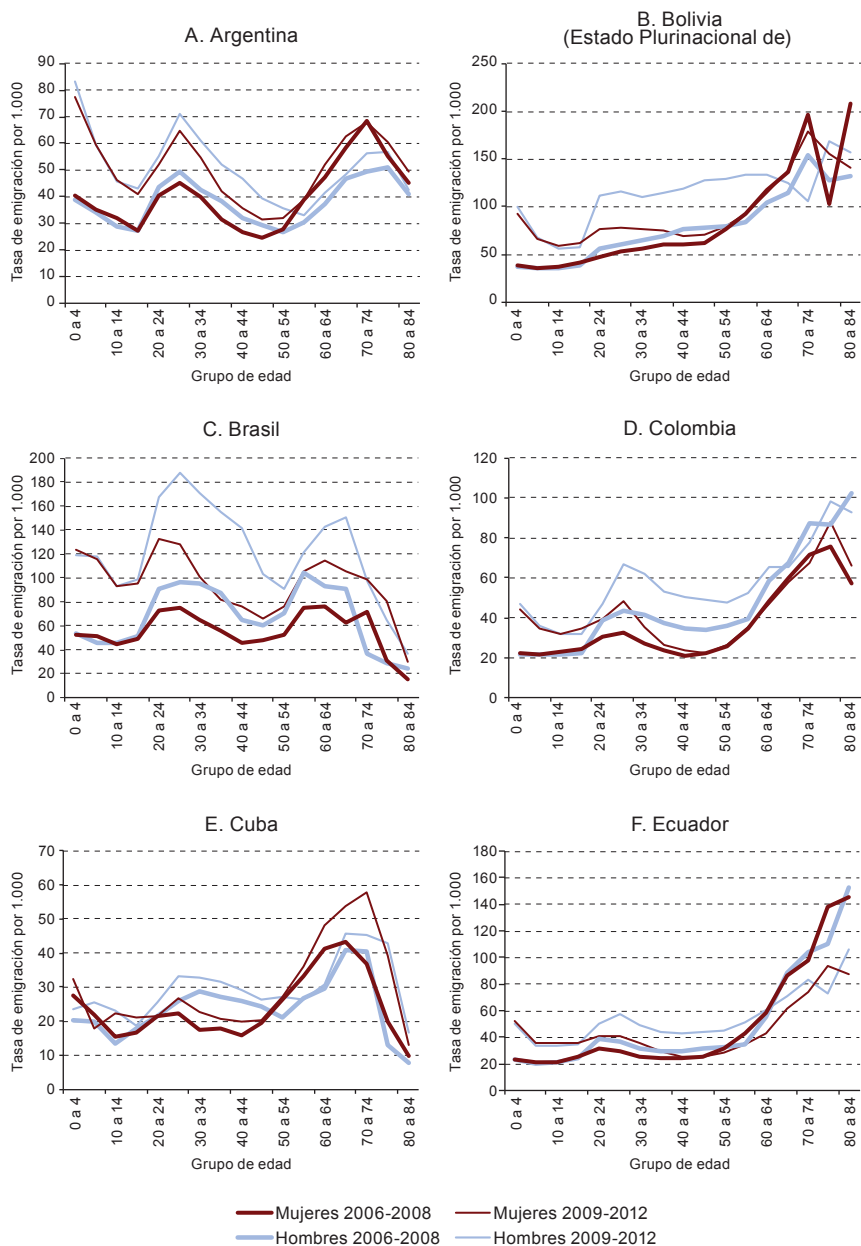 A. Argentina
Tasa de emigración por 1.000
90
80
70
60
50
40
30
20
10
0
0 a 4
10 a 14
20 a 24
30 a 34
40 a 44
50 a 54
60 a 64
70 a 74
80 a 84
Grupo de edad
B. Bolivia
(Estado Plurinacional de)
Tasa de emigración por 1.000
250
200
150
100
50
0
0 a 4
10 a 14
20 a 24
30 a 34
40 a 44
50 a 54
60 a 64
70 a 74
80 a 84
Grupo de edad
C. Brasil
Tasa de emigración por 1.000
200
180
160
140
120
100
80
60
40
20
0
0 a 4
10 a 14
20 a 24
30 a 34
40 a 44
50 a 54
60 a 64
70 a 74
80 a 84
Grupo de edad
D. Colombia
Tasa de emigración por 1.000
120
100
80
60
40
20
0
0 a 4
10 a 14
20 a 24
30 a 34
40 a 44
50 a 54
60 a 64
70 a 74
80 a 84
Grupo de edad
E. Cuba
Tasa de emigración por 1.000
70
60
50
40
30
20
10
0
0 a 4
10 a 14
20 a 24
30 a 34
40 a 44
50 a 54
60 a 64
70 a 74
80 a 84
Grupo de edad
F. Ecuador
Tasa de emigración por 1.000
180
160
140
120
100
80
60
40
20
0
0 a 4
10 a 14
20 a 24
30 a 34
40 a 44
50 a 54
60 a 64
70 a 74
80 a 84
Grupo de edad
Mujeres 2006-2008
Mujeres 2009-2012
Hombres 2006-2008
Hombres 2009-2012